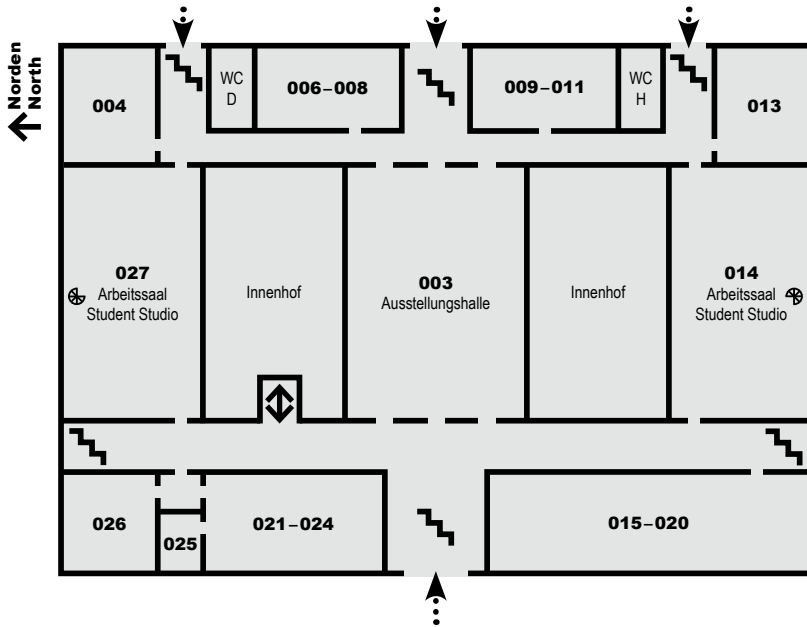 Norden
North
004
WC
D
006–008
009–011
WC
H
013
027
Arbeitssaal
Student Studio
Innenhof
003
Ausstellungshalle
Innenhof
014
Arbeitssaal
Student Studio
026
025
021–024
015–020